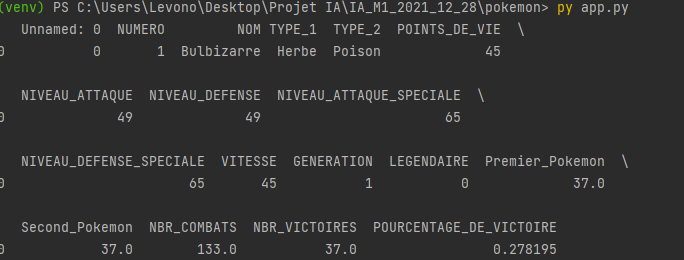 (venv) PS C:\Users\Levono\Desktop\Projet IA\IA_M1_2021_12_28\pokemon> py app.py
Unnamed: 0 NUMERO NOM TYPE_1 TYPE_2 POINTS_DE_VIE \
0 0 1 Bulbizarre Herbe Poison 45
NIVEAU_ATTAQUE NIVEAU_DEFENSE NIVEAU_ATTAQUE_SPECIALE \
0 49 49 65
NIVEAU_DEFENSE_SPECIALE VITESSE GENERATION LEGENDAIRE Premier_Pokemon \
0 65 45 1 0 37.0
Second_Pokemon NBR_COMBATS NBR_VICTOIRES POURCENTAGE_DE_VICTOIRE
0 37.0 133.0 37.0 0.278195